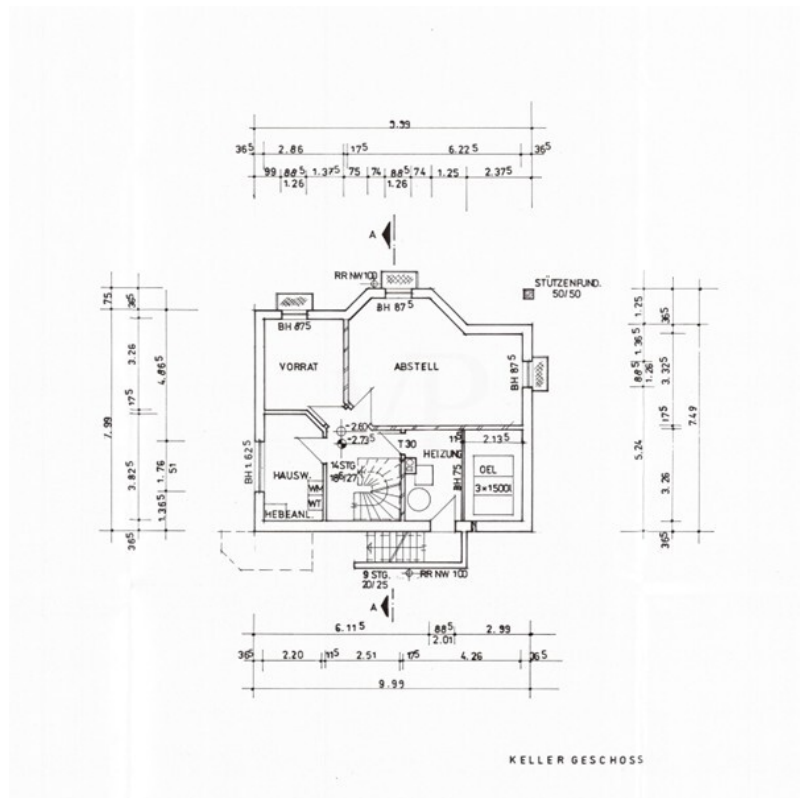 9.99
36⁵ 2.86 17⁵ 6.22⁵ 36⁵
99 88⁵ 1.37⁵ 75 74 88⁵ 74 1.25 2.37⁵
1.26 1.26
A
RR NW 100
STÜTZENFUND.
50/50
BH 87⁵
BH 87⁵
BH 87⁵
VORRAT
ABSTELL
75
36⁵
3.26
4.86⁵
17⁵
7.99
3.82⁵
1.76
51
1.36⁵
36⁵
1.25
36⁵
1.36⁵
88⁵
1.26
3.32⁵
17⁵
7.49
5.24
3.26
36⁵
-2.60
-2.73⁵
T 30
11⁵
2.13⁵
HEIZUNG
BH 1.62⁵
HAUSW.
14 STG
BH 75
OEL
3×1500l
WM
WT
HEBEANL.
9 STG.
20/25
RR NW 100
A
6.11⁵ 88⁵ 2.99
2.01
36⁵ 2.20 11⁵ 2.51 17⁵ 4.26 36⁵
9.99
KELLER GESCHOSS